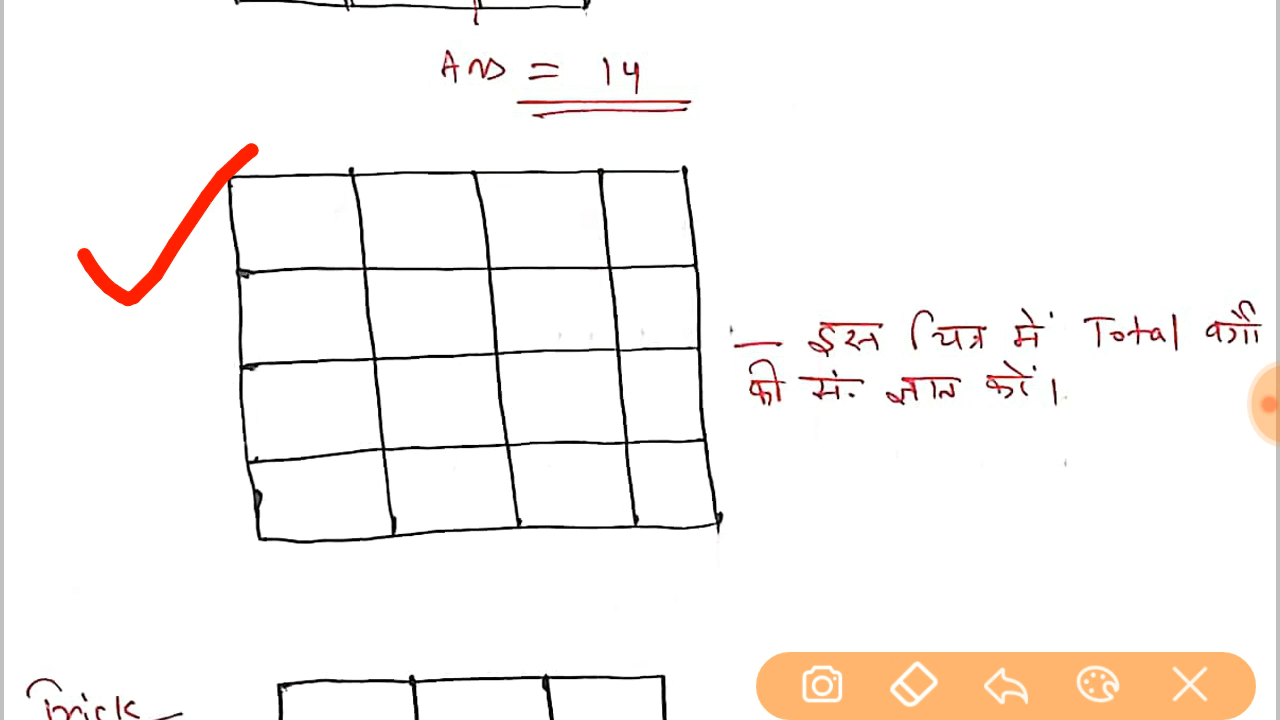 Ans = 14
— इस चित्र में Total वर्गों
की सं. ज्ञात करें।
Trick —